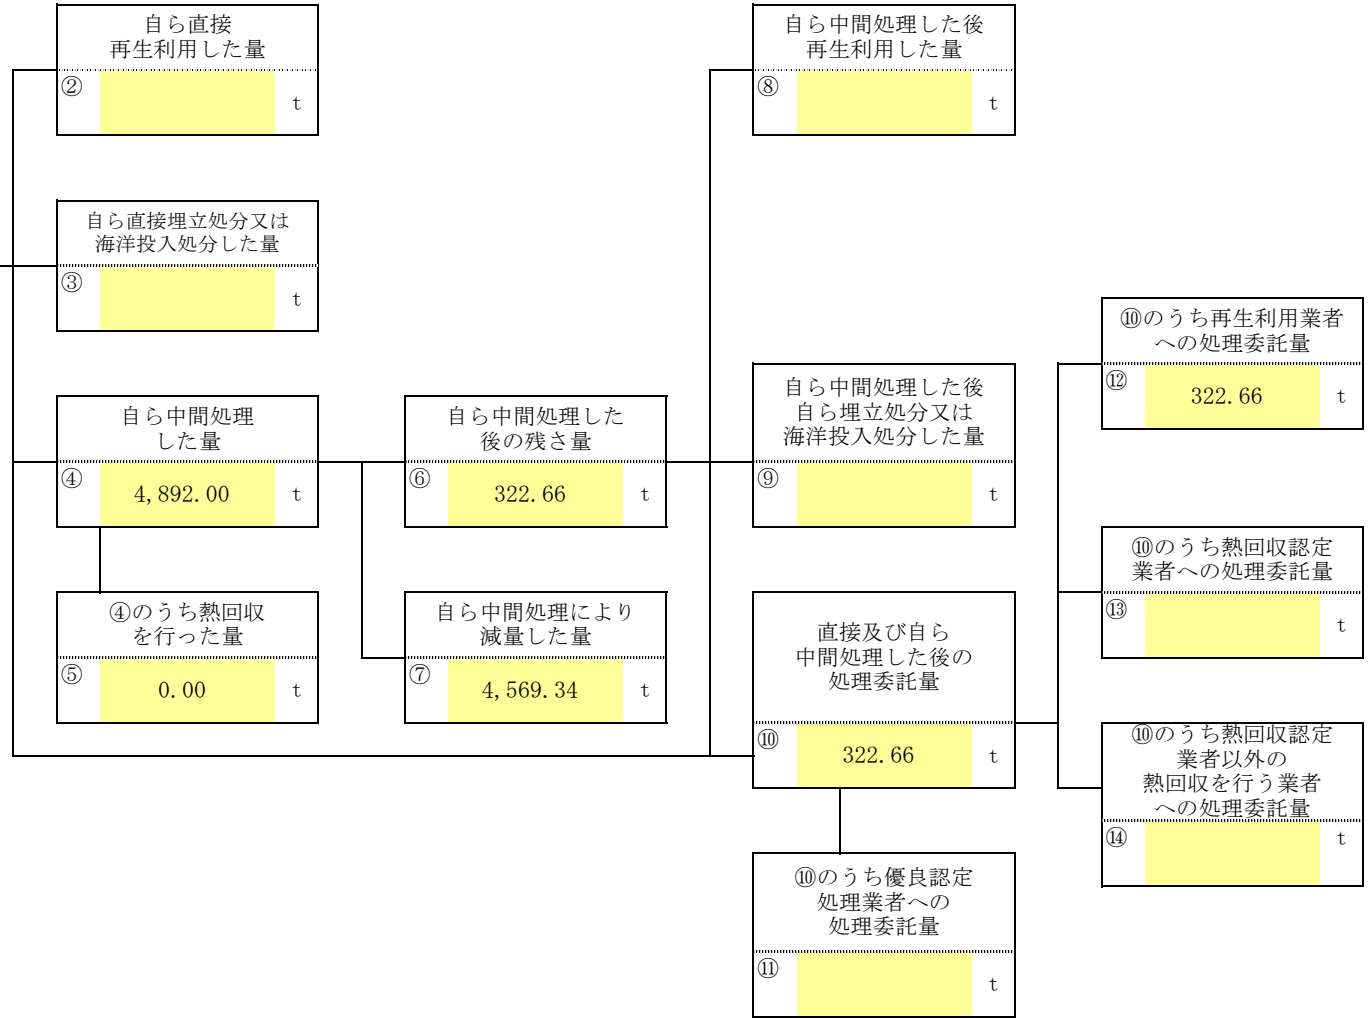 自ら直接
再生利用した量
②
t
自ら直接埋立処分又は
海洋投入処分した量
③
t
自ら中間処理
した量
④
4,892.00
t
④のうち熱回収
を行った量
⑤
0.00
t
自ら中間処理した
後の残さ量
⑥
322.66
t
自ら中間処理により
減量した量
⑦
4,569.34
t
自ら中間処理した後
再生利用した量
⑧
t
自ら中間処理した後
自ら埋立処分又は
海洋投入処分した量
⑨
t
直接及び自ら
中間処理した後の
処理委託量
⑩
322.66
t
⑩のうち優良認定
処理業者への
処理委託量
⑪
t
⑩のうち再生利用業者
への処理委託量
⑫
322.66
t
⑩のうち熱回収認定
業者への処理委託量
⑬
t
⑩のうち熱回収認定
業者以外の
熱回収を行う業者
への処理委託量
⑭
t